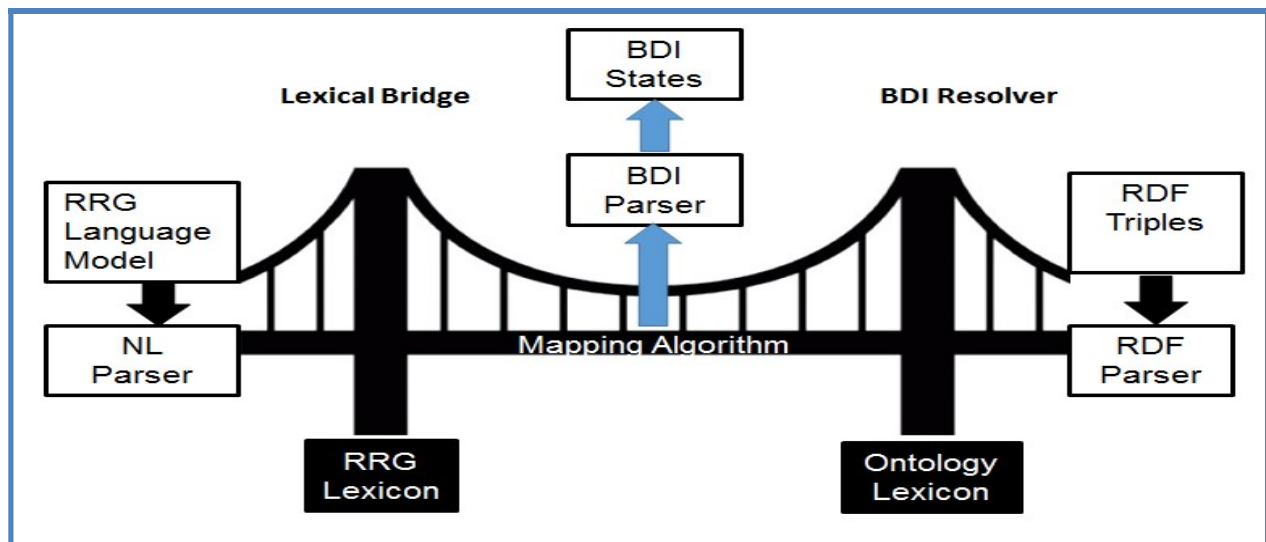 BDI
States
Lexical Bridge
BDI Resolver
BDI
Parser
RRG
Language
Model
RDF
Triples
NL
Parser
Mapping Algorithm
RDF
Parser
RRG
Lexicon
Ontology
Lexicon